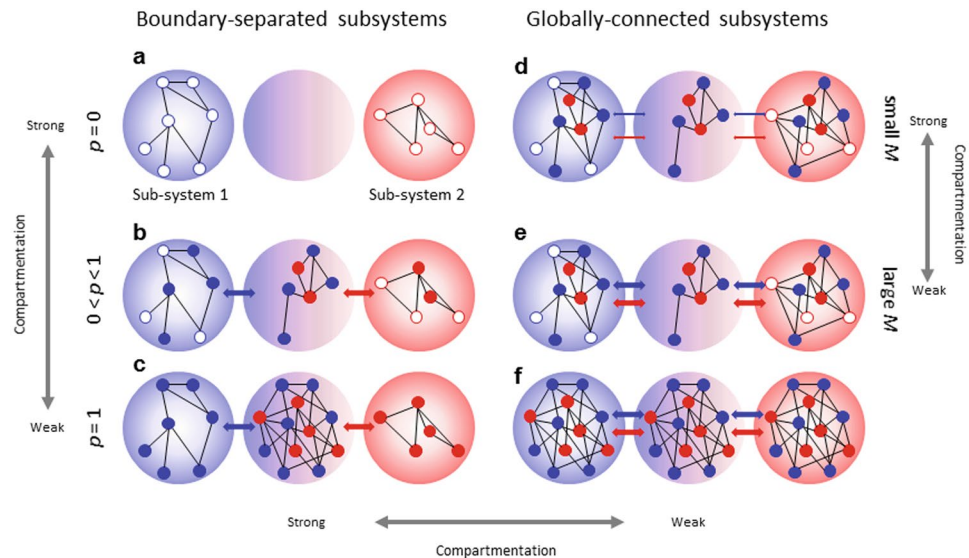 Boundary-separated subsystems
Globally-connected subsystems
a
d
Strong
p = 0
small M
Strong
Sub-system 1
Sub-system 2
Compartmentation
Compartmentation
b
e
0 < p < 1
large M
Weak
c
f
Weak
p = 1
Strong
Weak
Compartmentation